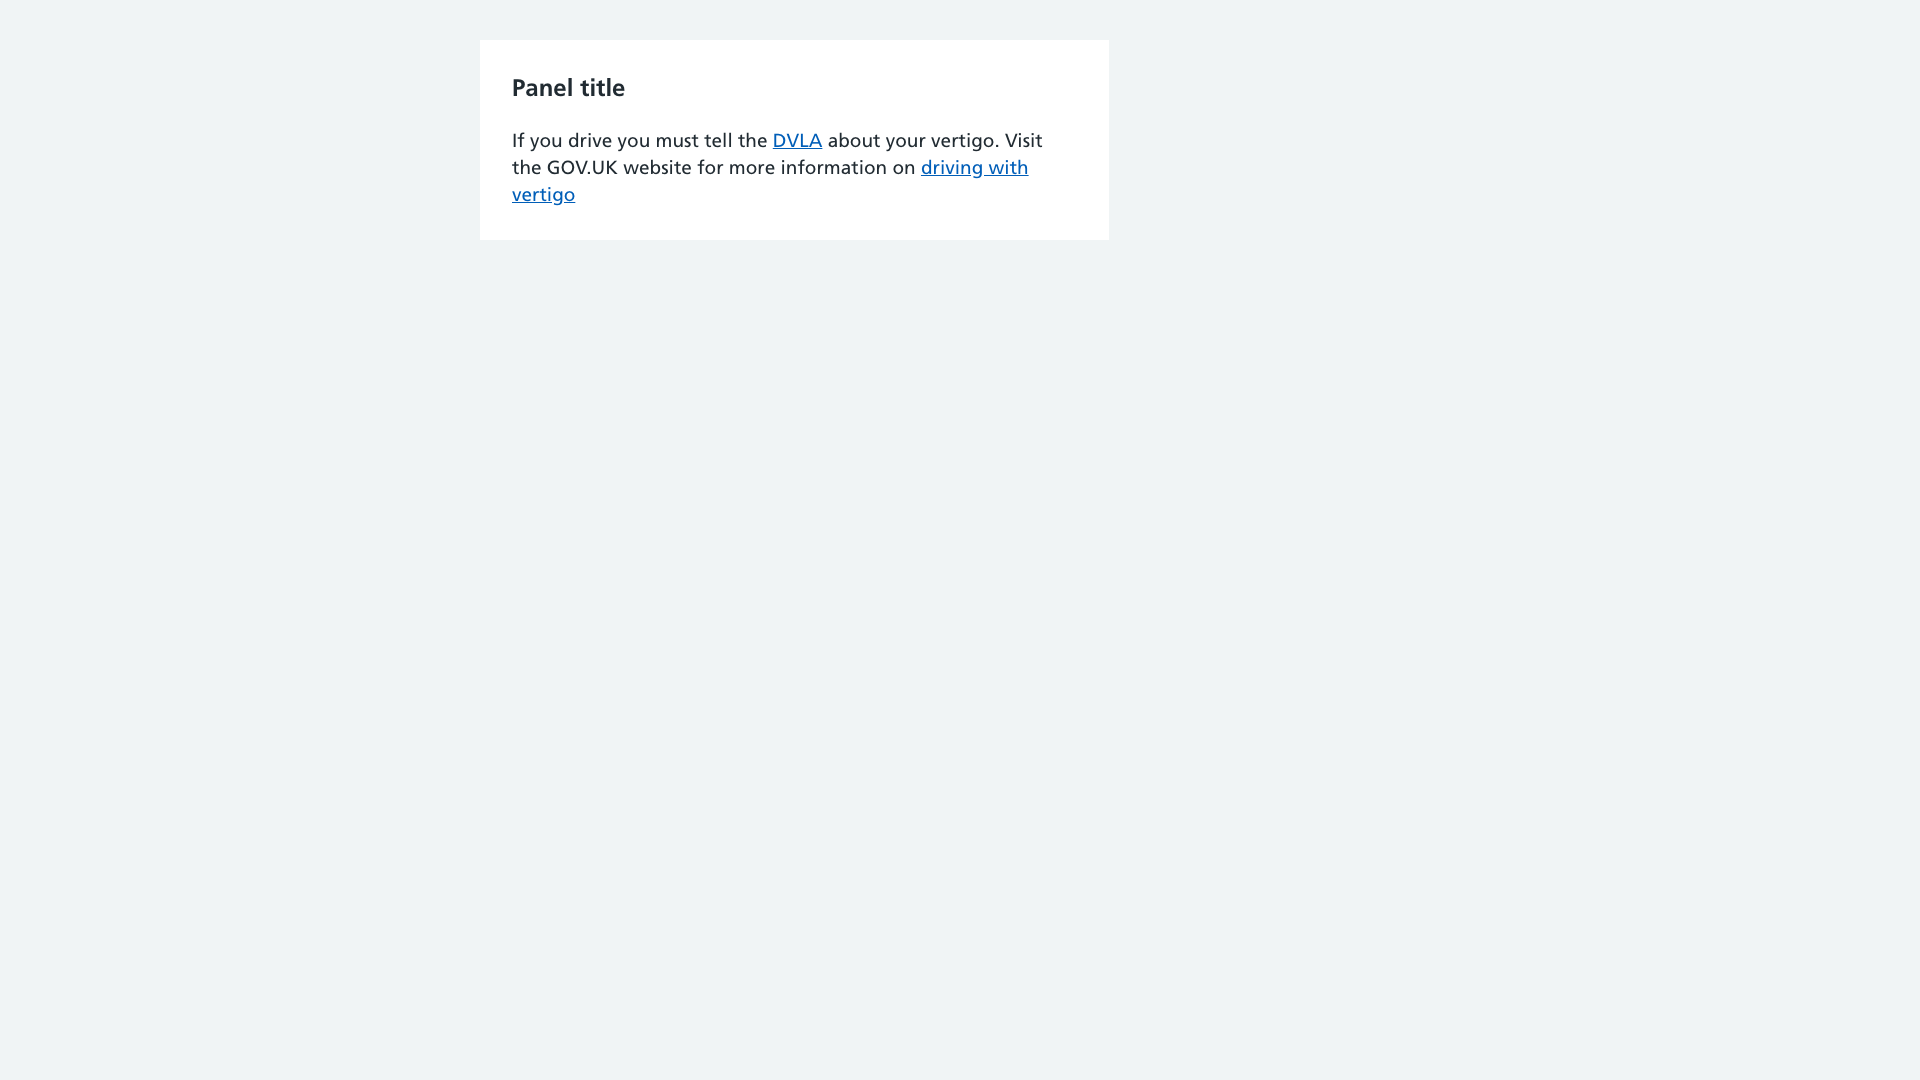 Panel title
If you drive you must tell the DVLA about your vertigo. Visit
the GOV.UK website for more information on driving with
vertigo